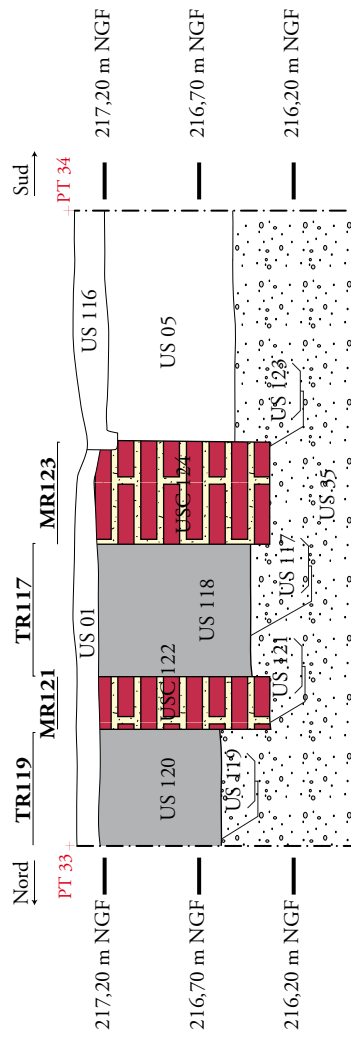 Nord
Sud
PT 33
PT 34
TR119
MR121
TR117
MR123
217,20 m NGF
217,20 m NGF
216,70 m NGF
216,70 m NGF
216,20 m NGF
216,20 m NGF
US 01
US 116
US 120
USC 122
US 118
USC 124
US 05
US 119
US 121
US 117
US 123
US 35